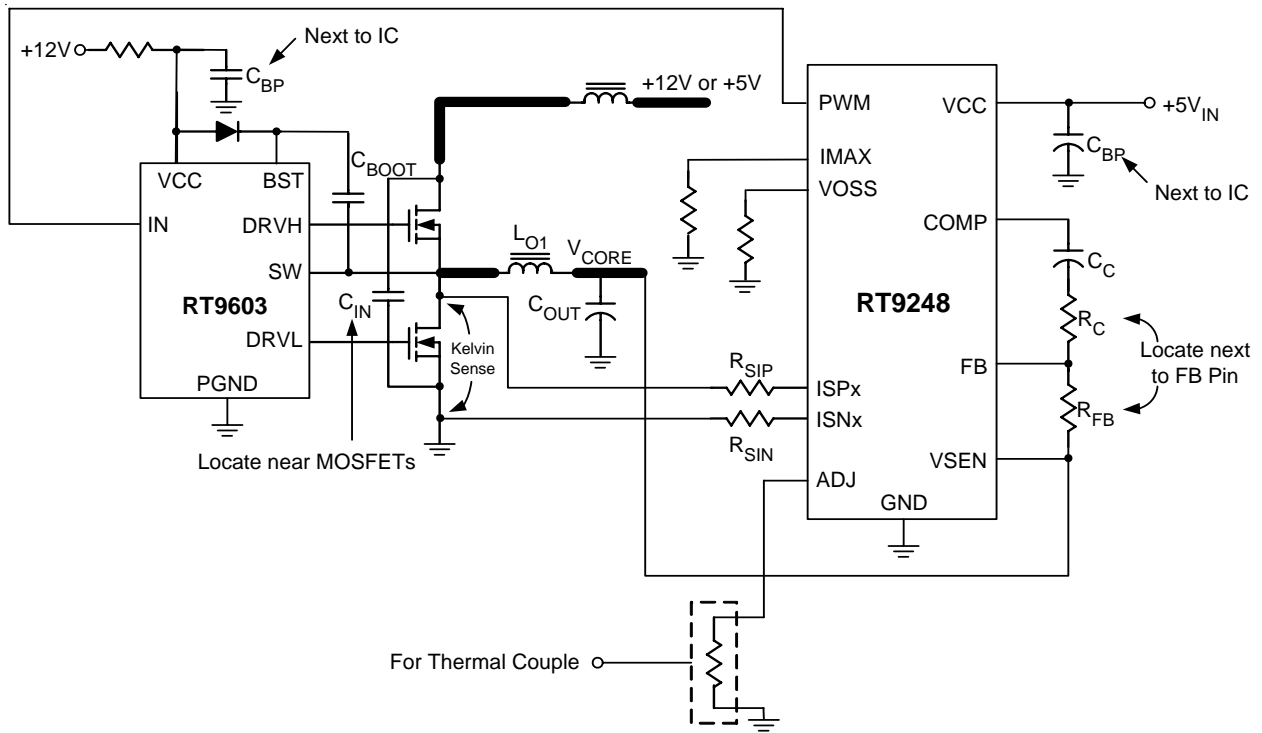 +12V
Next to IC
C_BP
+12V or +5V
PWM
VCC
+5V_IN
C_BP
Next to IC
IMAX
VOSS
C_BOOT
VCC
BST
IN
DRVH
SW
RT9603
DRVL
PGND
C_IN
L_O1
V_CORE
C_OUT
Kelvin
Sense
Locate near MOSFETs
COMP
C_C
R_C
RT9248
Locate next
to FB Pin
FB
R_FB
R_SIP
ISPx
ISNx
R_SIN
VSEN
ADJ
GND
For Thermal Couple